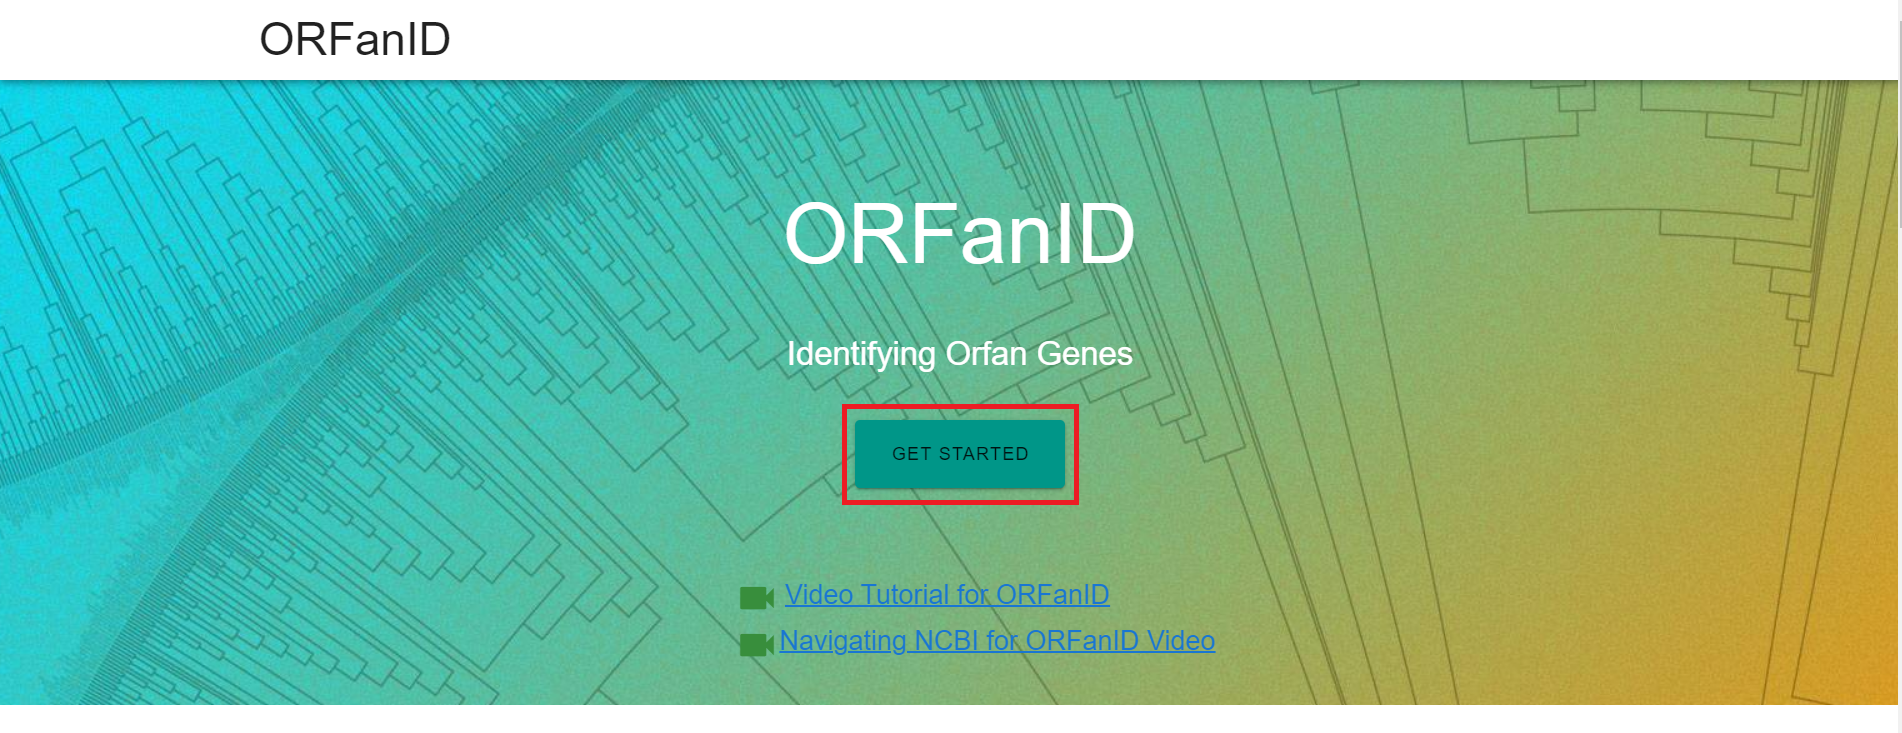 ORFanID
ORFanID
Identifying Orfan Genes
GET STARTED
Video Tutorial for ORFanID
Navigating NCBI for ORFanID Video